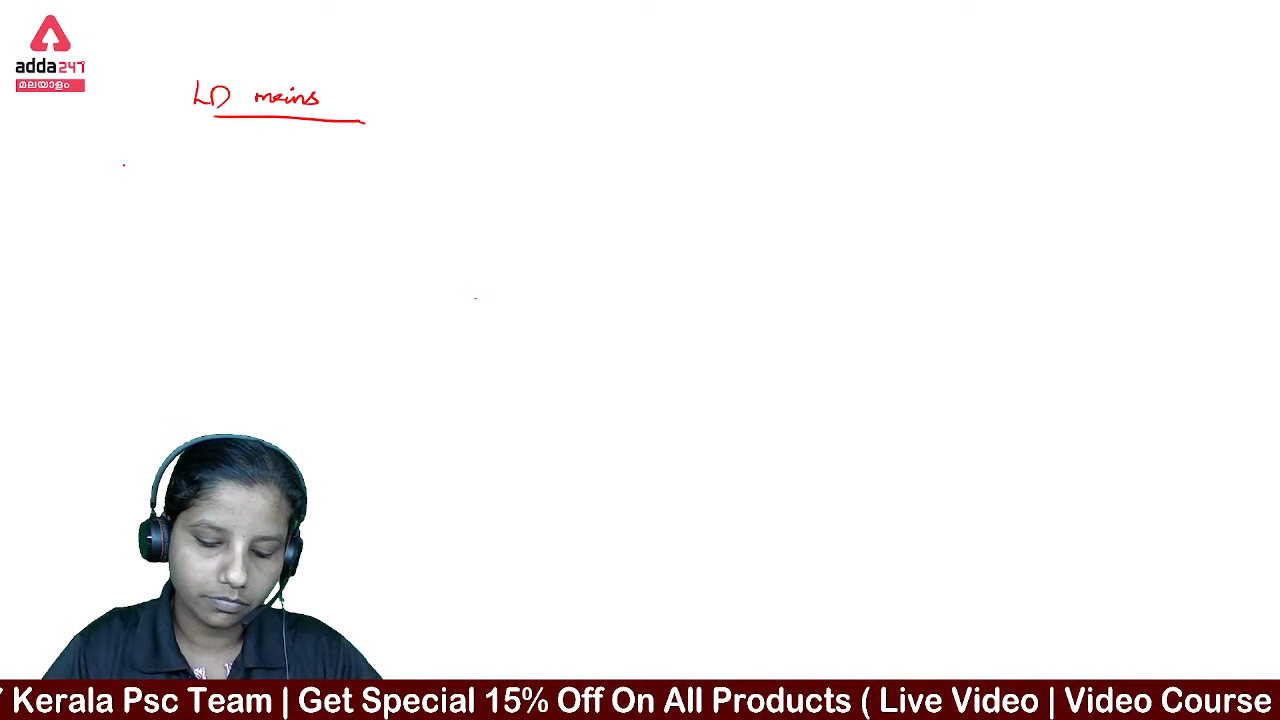 adda247
മലയാളം
LD mains
Kerala Psc Team | Get Special 15% Off On All Products ( Live Video | Video Course